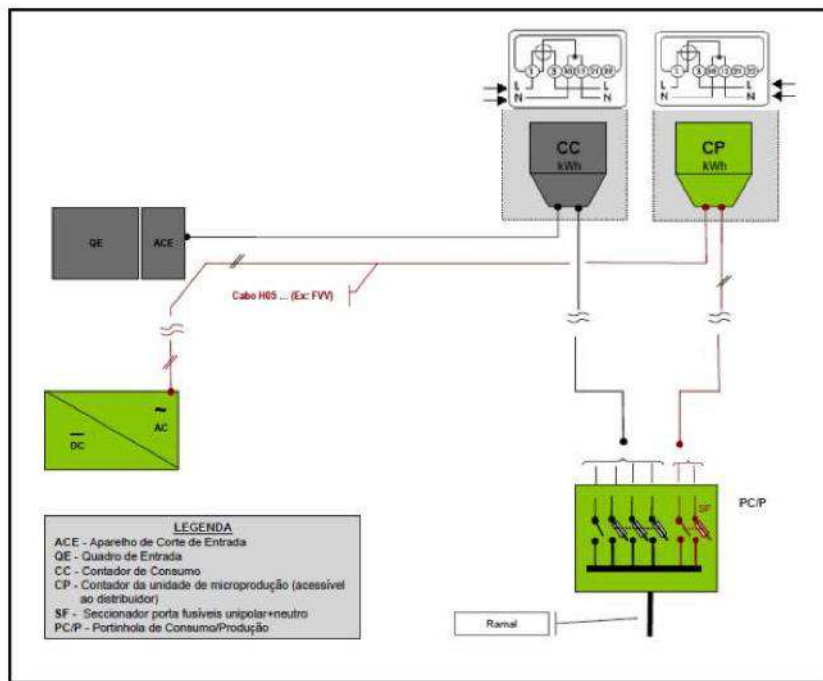 L
N
L
N
L
N
L
N
CC
kWh
CP
kWh
QE
ACE
Cabo H05 ... (Ex: FVV)
AC
DC
SF
PC/P
LEGENDA
ACE - Aparelho de Corte de Entrada
QE - Quadro de Entrada
CC - Contador de Consumo
CP - Contador da unidade de microprodução (acessível
ao distribuidor)
SF - Seccionador porta fusíveis unipolar+neutro
PC/P - Portinhola de Consumo/Produção
Ramal